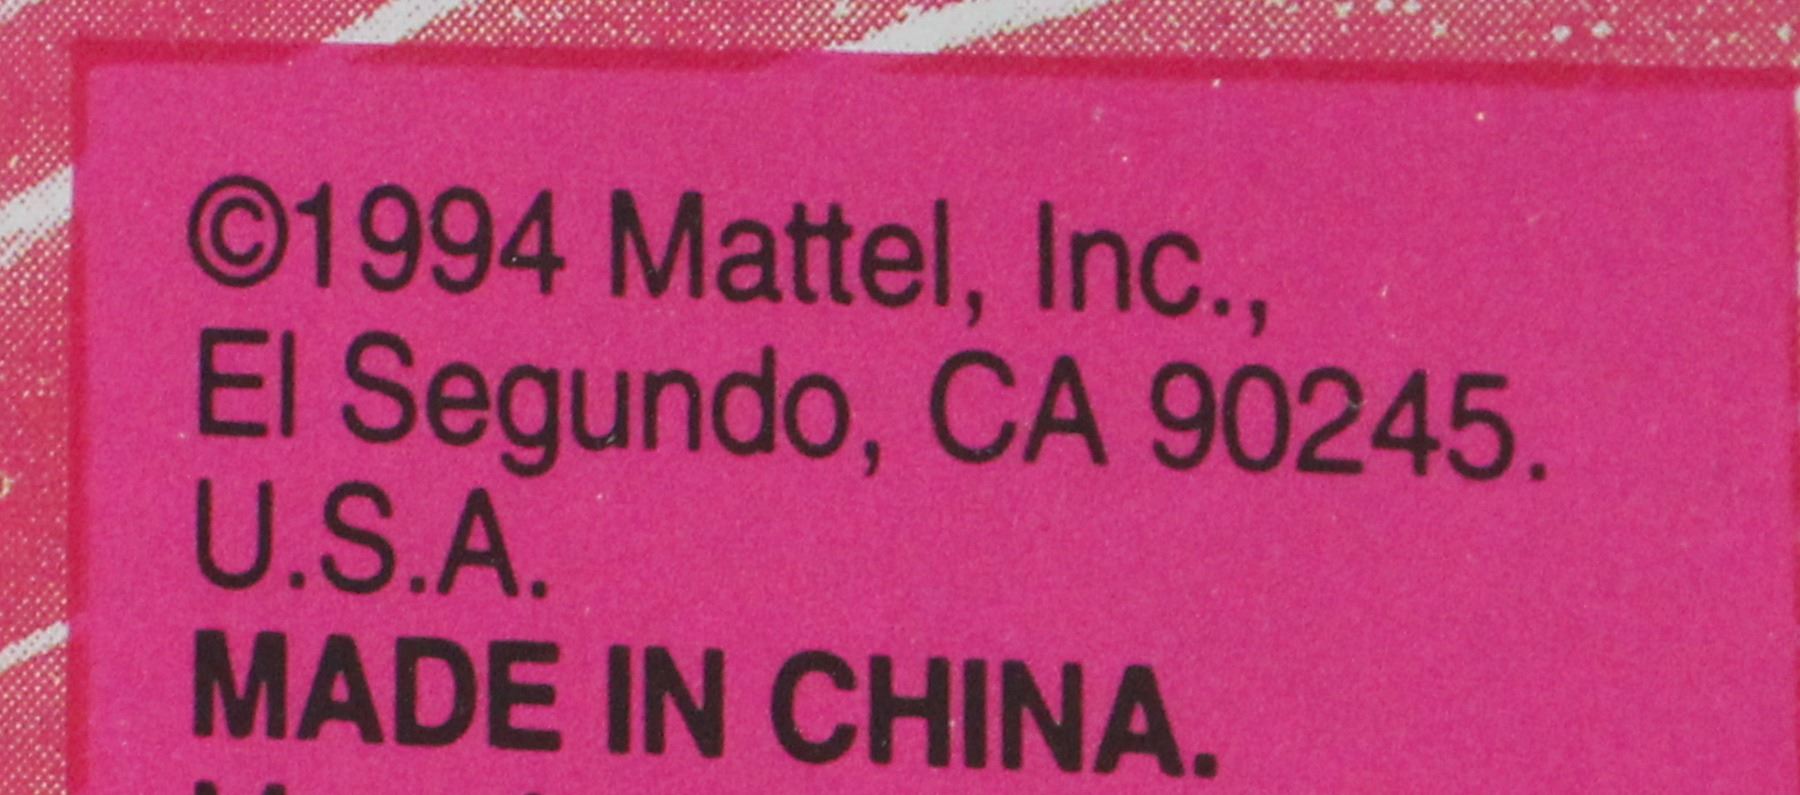 ©1994 Mattel, Inc.,
El Segundo, CA 90245.
U.S.A.
MADE IN CHINA.